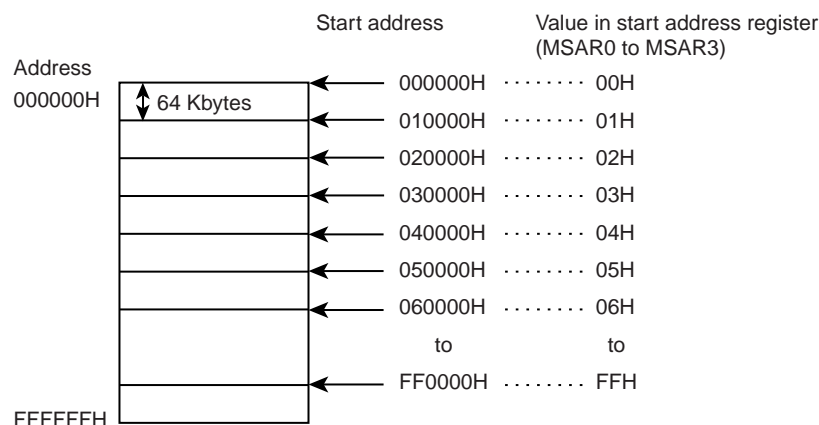 Start address
Value in start address register
(MSAR0 to MSAR3)
Address
000000H
64 Kbytes
000000H ········ 00H
010000H ········ 01H
020000H ········ 02H
030000H ········ 03H
040000H ········ 04H
050000H ········ 05H
060000H ········ 06H
to to
FF0000H ········ FFH
FFFFFFH